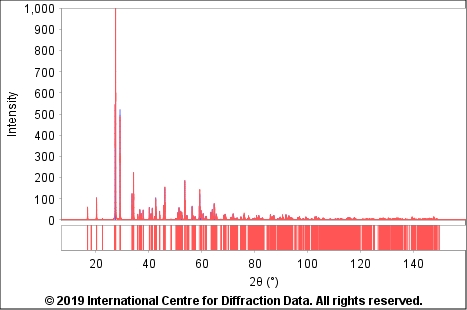 1,000
900
800
700
600
500
400
300
200
100
0
Intensity
20 40 60 80 100 120 140
2θ (°)
© 2019 International Centre for Diffraction Data. All rights reserved.